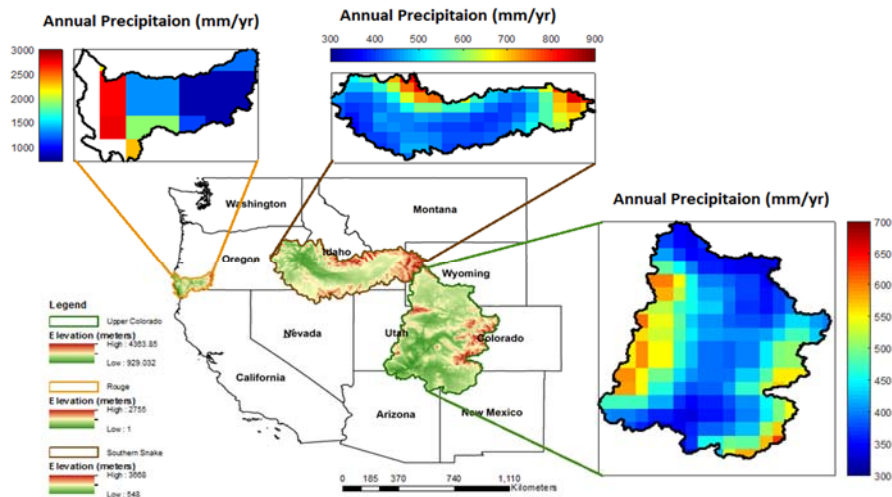 Annual Precipitaion (mm/yr)
3000
2500
2000
1500
1000
Annual Precipitaion (mm/yr)
300 400 500 600 700 800 900
Annual Precipitaion (mm/yr)
700
650
600
550
500
450
400
350
300
Washington
Montana
Oregon
Idaho
Wyoming
Nevada
Utah
Colorado
California
Arizona
New Mexico
Legend
Upper Colorado
Elevation (meters)
High : 4363.85
Low : 929.032
Rouge
Elevation (meters)
High : 2755
Low : 1
Southern Snake
Elevation (meters)
High : 3668
Low : 548
0 185 370 740 1,110
Kilometers